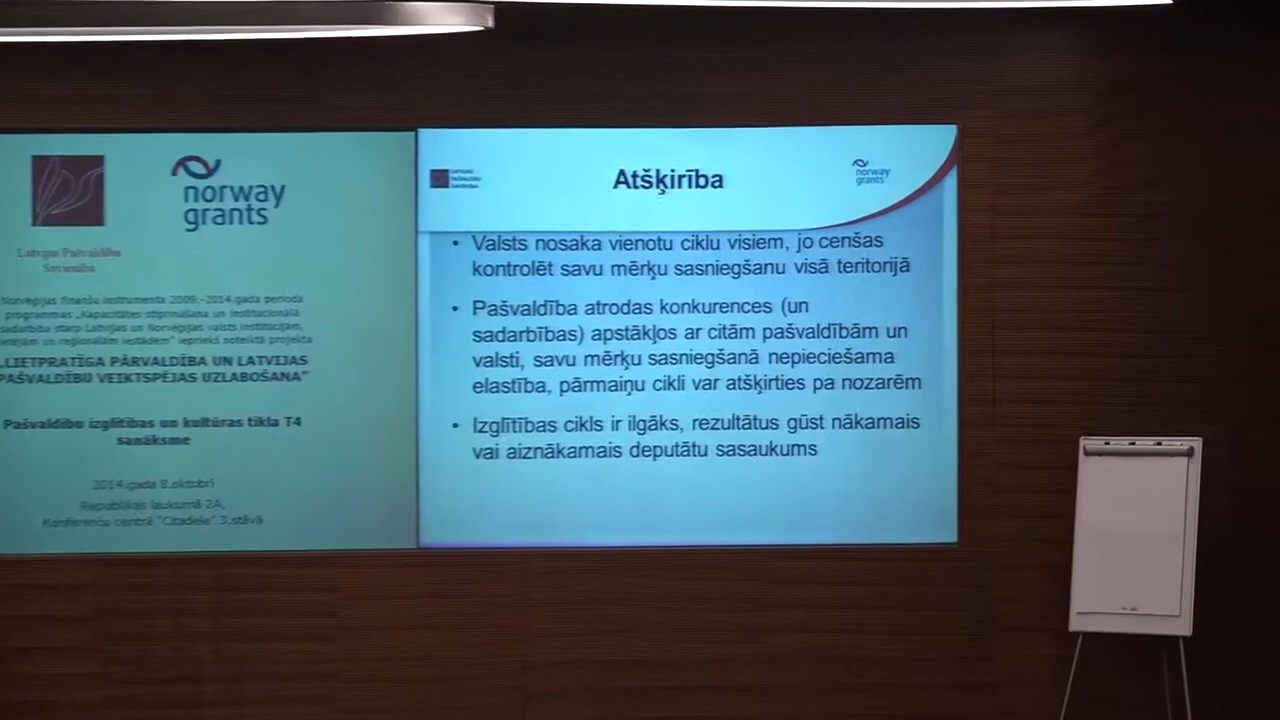 norway
grants
Latvijas Pašvaldību
Savienība
Norvēģijas finanšu instrumenta 2009.-2014.gada perioda
programmas „Kapacitātes stiprināšana un institucionālā
sadarbība starp Latvijas un Norvēģijas valsts institūcijām,
vietējām un reģionālām iestādēm” iepriekš noteiktā projekta
„LIETPRATĪGA PĀRVALDĪBA UN LATVIJAS
PAŠVALDĪBU VEIKTSPĒJAS UZLABOŠANA”
Pašvaldību izglītības un kultūras tīkla T4
sanāksme
2014.gada 8.oktobrī
Republikas laukumā 2A,
Konferenču centrā "Citadele" 3.stāvā
LATVIJAS
PAŠVALDĪBU
SAVIENĪBA
Atšķirība
norway
grants
• Valsts nosaka vienotu ciklu visiem, jo cenšas
kontrolēt savu mērķu sasniegšanu visā teritorijā
• Pašvaldība atrodas konkurences (un
sadarbības) apstākļos ar citām pašvaldībām un
valsti, savu mērķu sasniegšanā nepieciešama
elastība, pārmaiņu cikli var atšķirties pa nozarēm
• Izglītības cikls ir ilgāks, rezultātus gūst nākamais
vai aiznākamais deputātu sasaukums